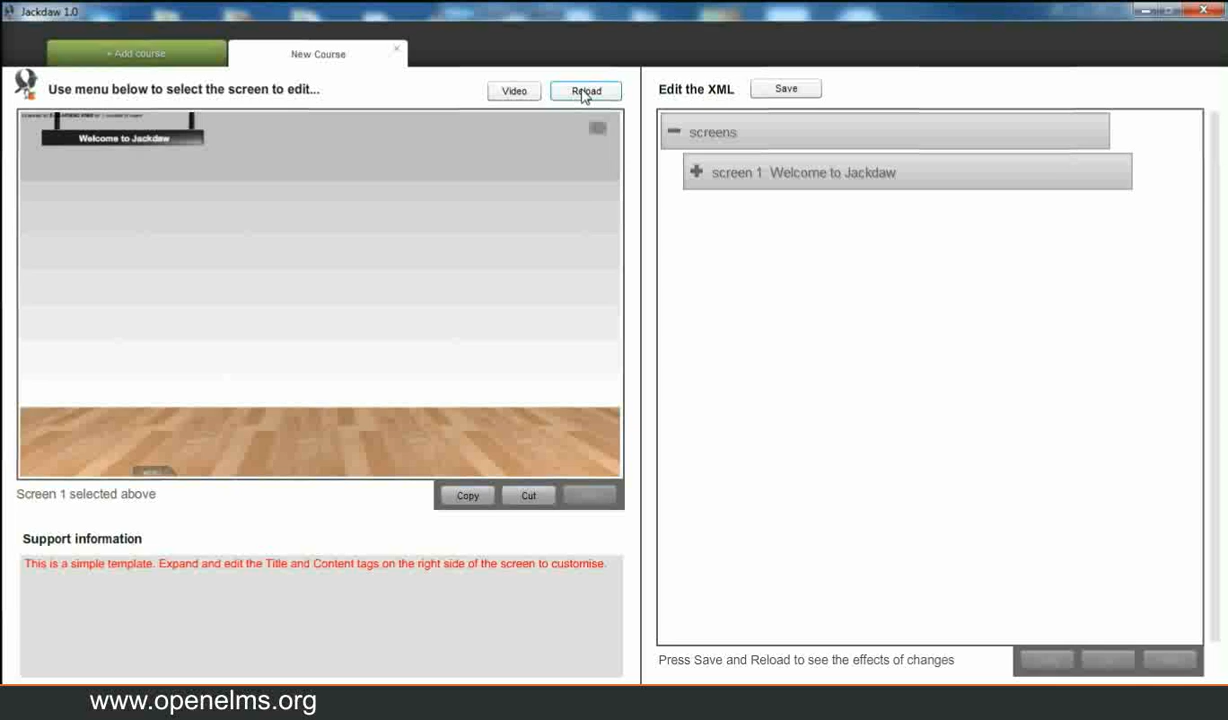 Jackdaw 1.0
+ Add course
New Course
Use menu below to select the screen to edit...
Video
Reload
Edit the XML
Save
Welcome to Jackdaw
screens
screen 1 Welcome to Jackdaw
Screen 1 selected above
Copy
Cut
Support information
This is a simple template. Expand and edit the Title and Content tags on the right side of the screen to customise.
Press Save and Reload to see the effects of changes
www.openelms.org